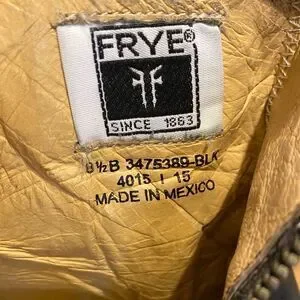 FRYE®
SINCE 1863
8½B 3475389-BLK
4015 I 15
MADE IN MEXICO